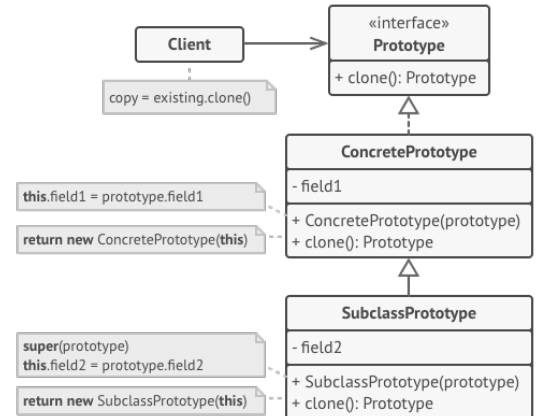 «interface»
Client
Prototype
+ clone(): Prototype
copy = existing.clone()
ConcretePrototype
- field1
this.field1 = prototype.field1
+ ConcretePrototype(prototype)
return new ConcretePrototype(this)
+ clone(): Prototype
SubclassPrototype
- field2
super(prototype)
this.field2 = prototype.field2
+ SubclassPrototype(prototype)
return new SubclassPrototype(this)
+ clone(): Prototype